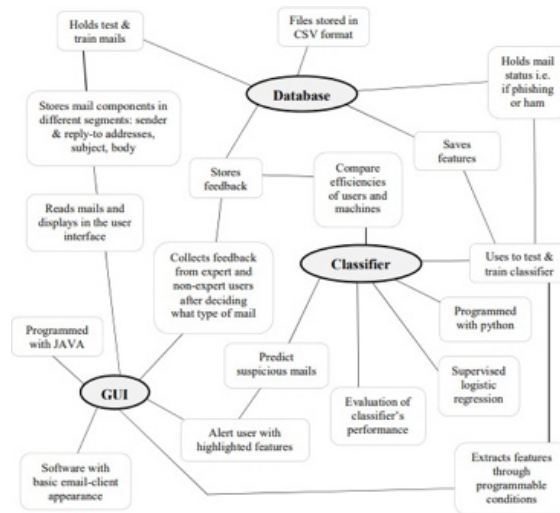 Holds test &
train mails
Files stored in
CSV format
Holds mail
status i.e.
if phishing
or ham
Database
Stores mail components in
different segments: sender
& reply-to addresses,
subject, body
Stores
feedback
Compare
efficiencies
of users and
machines
Saves
features
Reads mails and
displays in the user
interface
Collects feedback
from expert and
non-expert users
after deciding
what type of mail
Classifier
Uses to test &
train classifier
Programmed
with python
Programmed
with JAVA
Predict
suspicious mails
Supervised
logistic
regression
GUI
Evaluation of
classifier's
performance
Alert user with
highlighted features
Software with
basic email-client
appearance
Extracts features
through
programmable
conditions